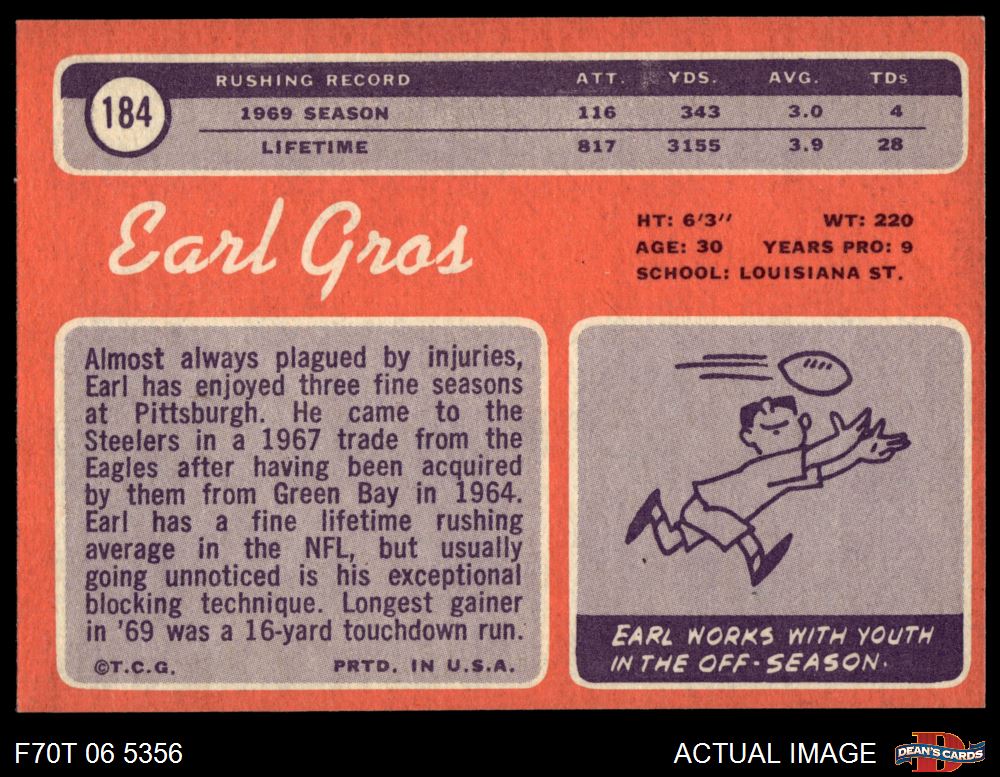 184
RUSHING RECORD ATT. YDS. AVG. TDs
1969 SEASON 116 343 3.0 4
LIFETIME 817 3155 3.9 28
Earl Gros
HT: 6'3" WT: 220
AGE: 30 YEARS PRO: 9
SCHOOL: LOUISIANA ST.
Almost always plagued by injuries,
Earl has enjoyed three fine seasons
at Pittsburgh. He came to the
Steelers in a 1967 trade from the
Eagles after having been acquired
by them from Green Bay in 1964.
Earl has a fine lifetime rushing
average in the NFL, but usually
going unnoticed is his exceptional
blocking technique. Longest gainer
in '69 was a 16-yard touchdown run.
©T.C.G. PRTD. IN U.S.A.
EARL WORKS WITH YOUTH
IN THE OFF-SEASON.
F70T 06 5356 ACTUAL IMAGE
D
DEAN'S CARDS